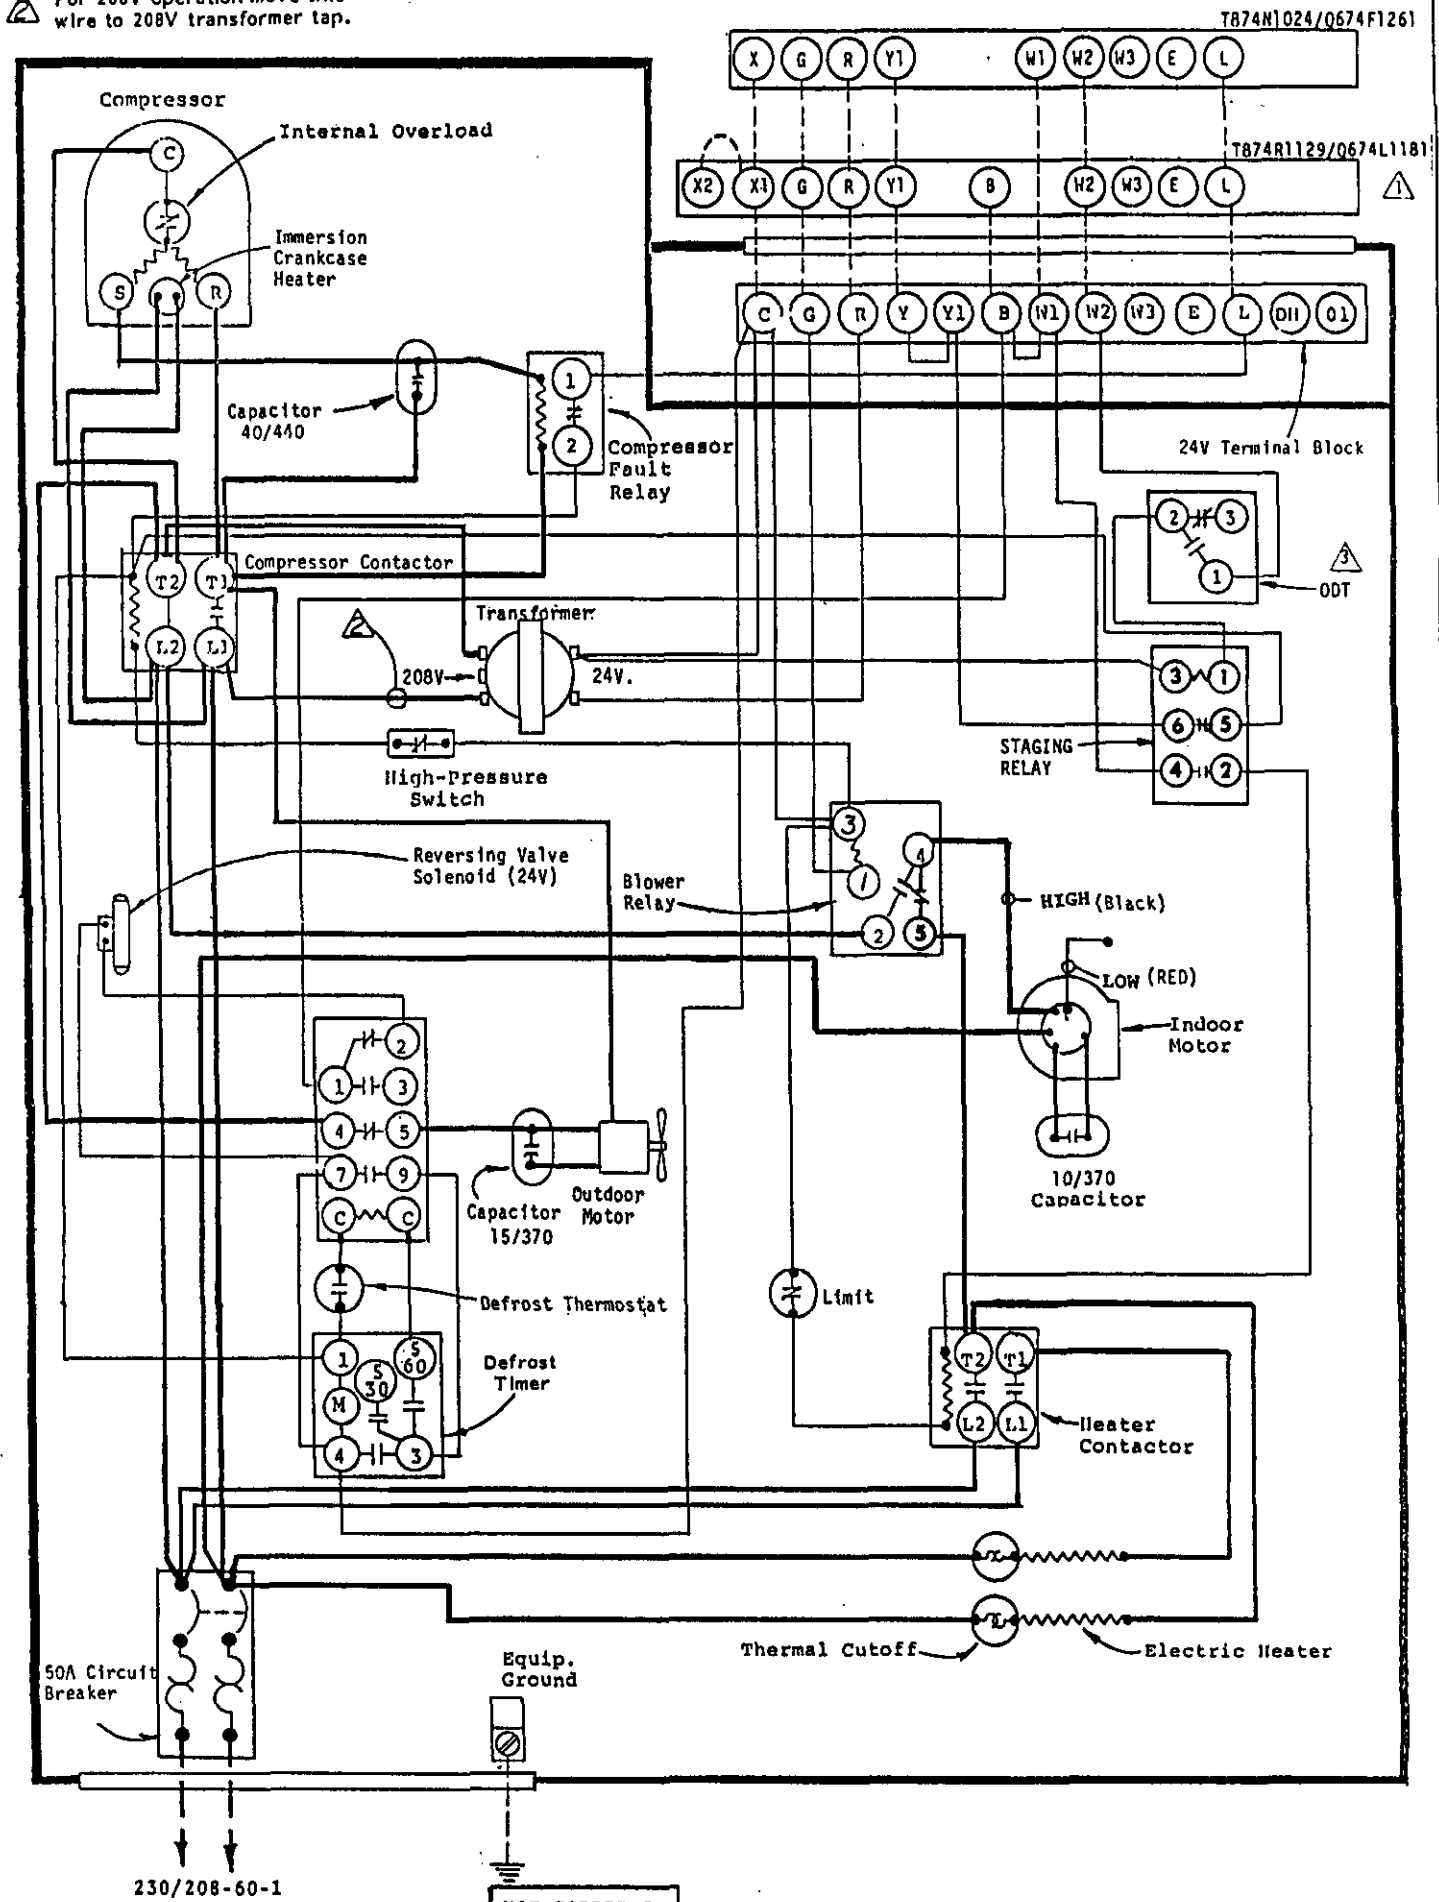 2
wire to 208V transformer tap.
T874N1024/Q674F1261
X G R Y1 W1 W2 W3 E L
T874R1129/Q674L1181
X2 X1 G R Y1 B W2 W3 E L
1
Compressor
Internal Overload
C
Immersion
Crankcase
Heater
S R
C G R Y Y1 B W1 W2 W3 E L DH O1
24V Terminal Block
Capacitor
40/440
1
2
Compressor
Fault
Relay
2 3
1
3
ODT
Compressor Contactor
T2 T1
L2 L1
2
Transformer
208V
24V.
3 1
6 5
4 2
STAGING
RELAY
High-Pressure
Switch
Reversing Valve
Solenoid (24V)
Blower
Relay
3
4
1
2 5
HIGH (Black)
LOW (RED)
Indoor
Motor
10/370
Capacitor
2
1 3
4 5
7 9
C C
Capacitor
15/370
Outdoor
Motor
Defrost Thermostat
Limit
Defrost
Timer
1
S
30
S
60
M
4 3
T2 T1
L2 L1
Heater
Contactor
Thermal Cutoff
Electric Heater
50A Circuit
Breaker
Equip.
Ground
230/208-60-1